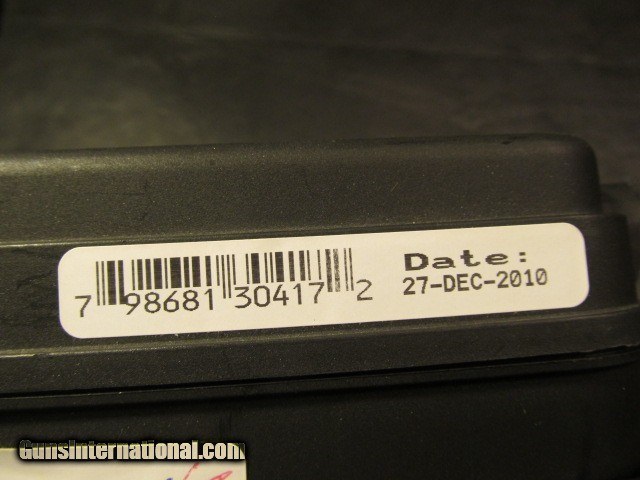 Date:
27-DEC-2010
7 98681 30417 2
GunsInternational.com